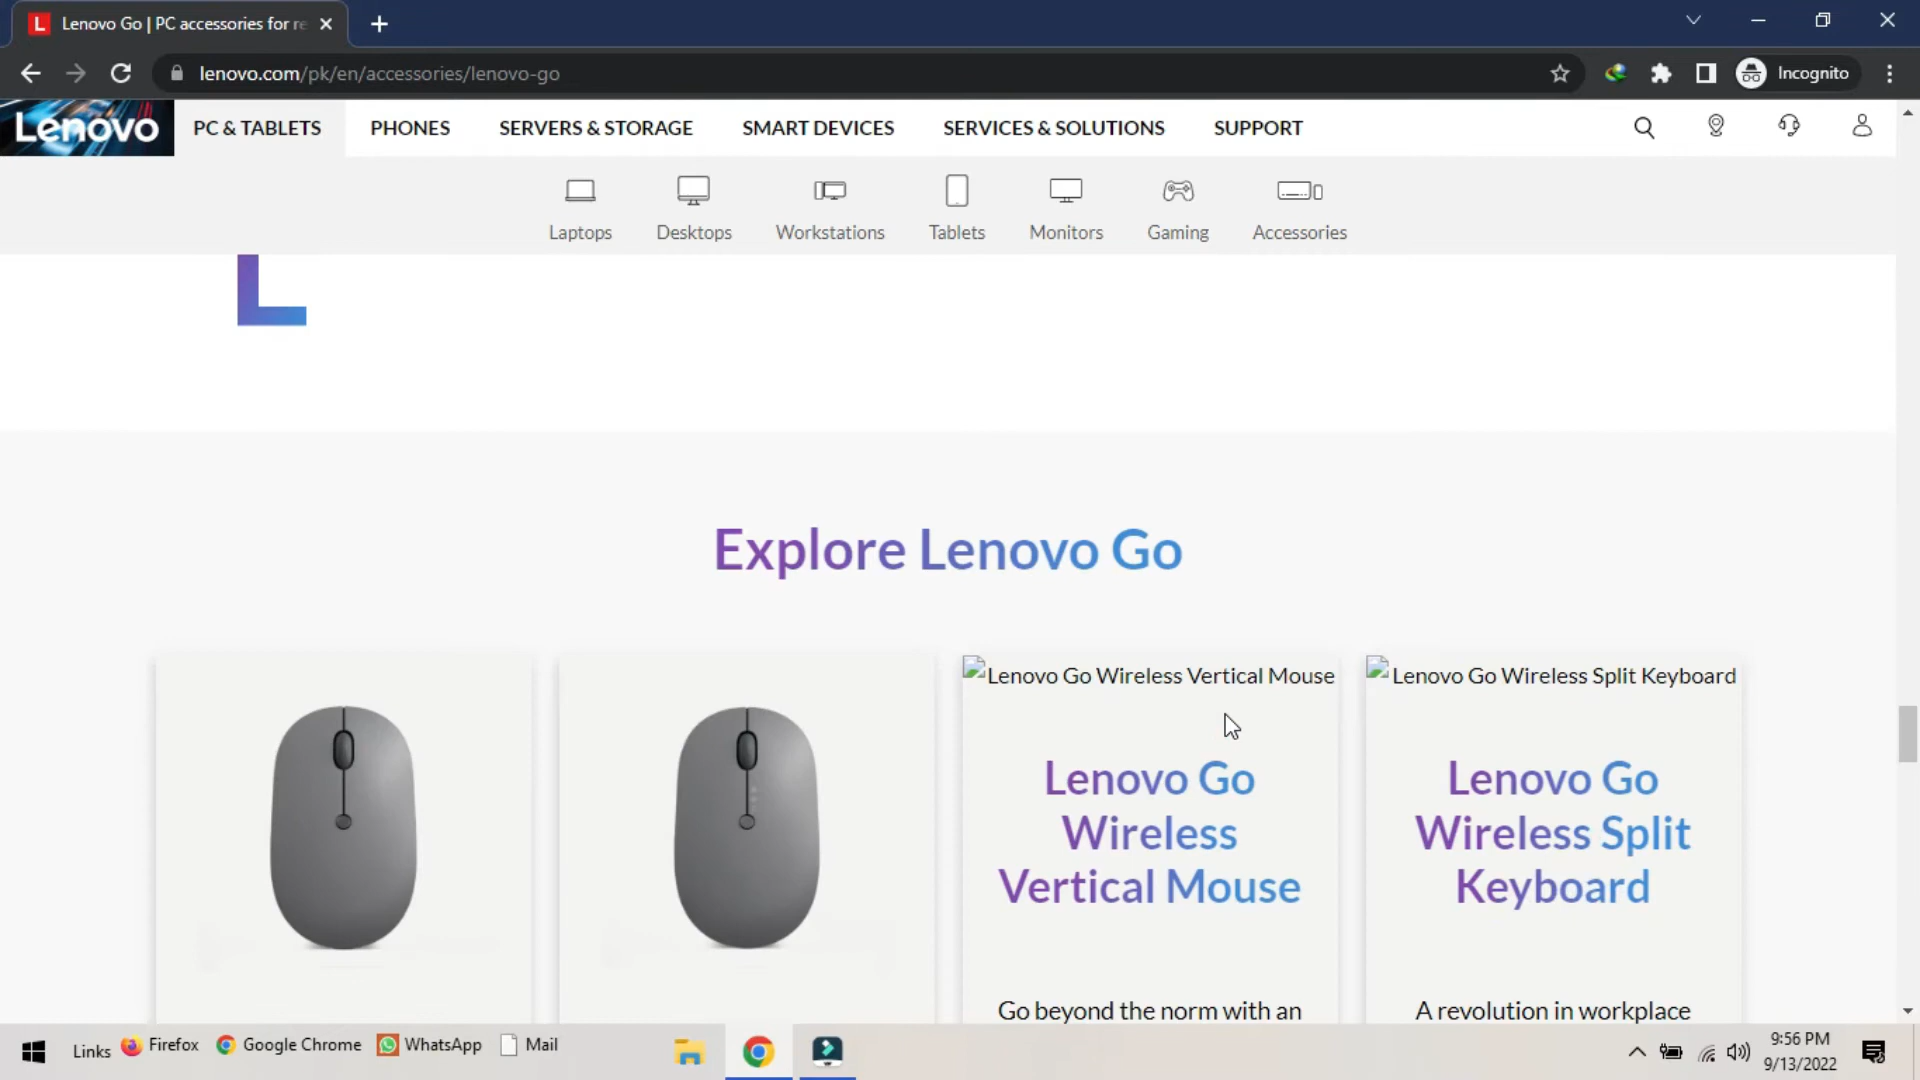 Lenovo Go | PC accessories for re
lenovo.com/pk/en/accessories/lenovo-go
Incognito
Lenovo
PC & TABLETS
PHONES
SERVERS & STORAGE
SMART DEVICES
SERVICES & SOLUTIONS
SUPPORT
Laptops
Desktops
Workstations
Tablets
Monitors
Gaming
Accessories
L
Explore Lenovo Go
Lenovo Go Wireless Vertical Mouse
Lenovo Go
Wireless
Vertical Mouse
Go beyond the norm with an
Lenovo Go Wireless Split Keyboard
Lenovo Go
Wireless Split
Keyboard
A revolution in workplace
Links
Firefox
Google Chrome
WhatsApp
Mail
9:56 PM
9/13/2022